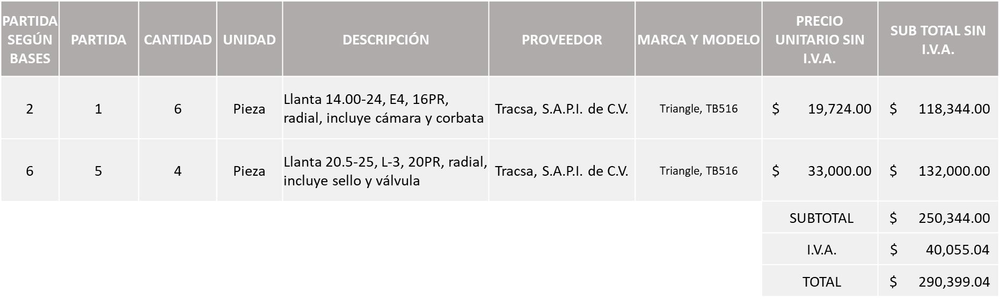 PARTIDA SEGÚN BASES PARTIDA CANTIDAD UNIDAD DESCRIPCIÓN PROVEEDOR MARCA Y MODELO PRECIO UNITARIO SIN I.V.A. SUB TOTAL SIN I.V.A.
2 1 6 Pieza Llanta 14.00-24, E4, 16PR, radial, incluye cámara y corbata Tracsa, S.A.P.I. de C.V. Triangle, TB516 $ 19,724.00 $ 118,344.00
6 5 4 Pieza Llanta 20.5-25, L-3, 20PR, radial, incluye sello y válvula Tracsa, S.A.P.I. de C.V. Triangle, TB516 $ 33,000.00 $ 132,000.00
SUBTOTAL $ 250,344.00
I.V.A. $ 40,055.04
TOTAL $ 290,399.04